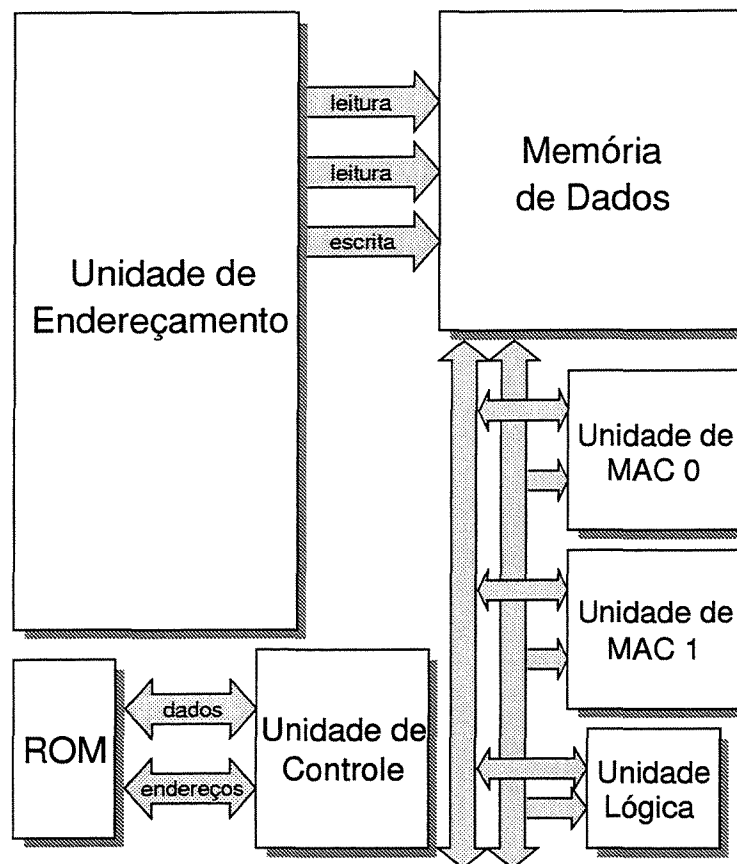 Unidade de
Endereçamento
leitura
leitura
escrita
Memória
de Dados
Unidade de
MAC 0
Unidade de
MAC 1
Unidade
Lógica
ROM
dados
endereços
Unidade de
Controle